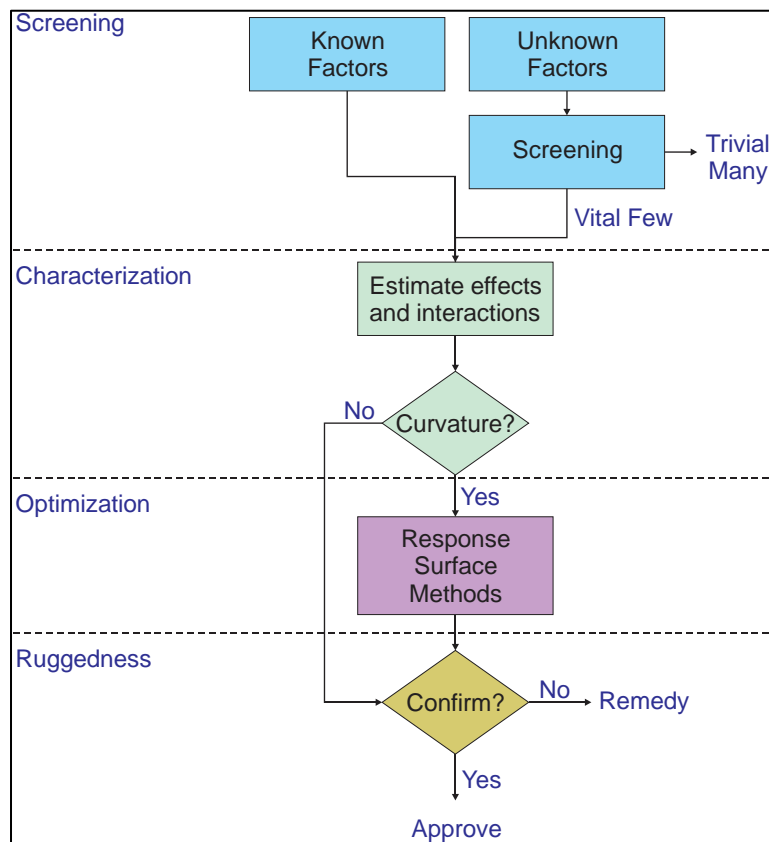 Screening
Known
Factors
Unknown
Factors
Screening
Trivial
Many
Vital Few
Characterization
Estimate effects
and interactions
No
Curvature?
Optimization
Yes
Response
Surface
Methods
Ruggedness
Confirm?
No
Remedy
Yes
Approve